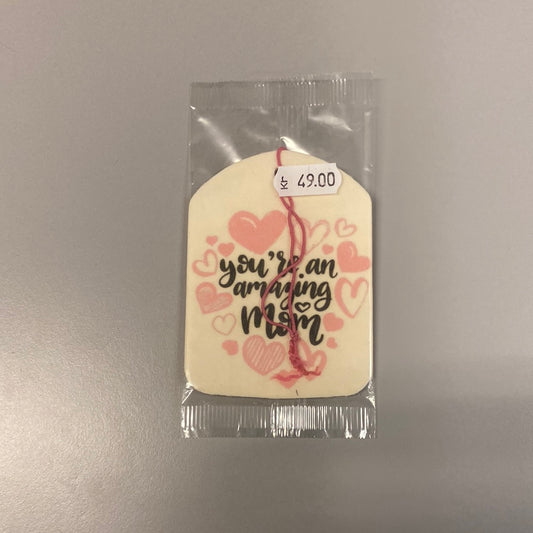 kr 49.00
you're an
amazing
Mom